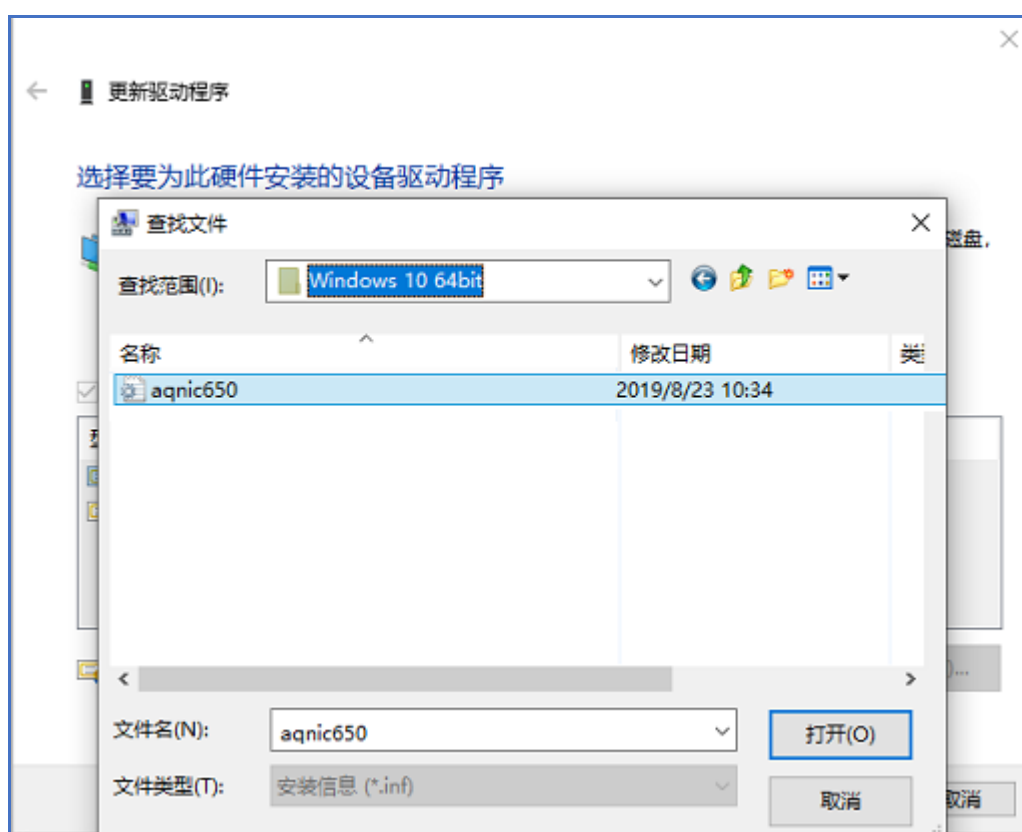 更新驱动程序
选择要为此硬件安装的设备驱动程序
查找文件
磁盘，
查找范围(I):
Windows 10 64bit
名称
修改日期
aqnic650
2019/8/23 10:34
文件名(N):
aqnic650
打开(O)
文件类型(T):
安装信息 (*.inf)
取消
取消